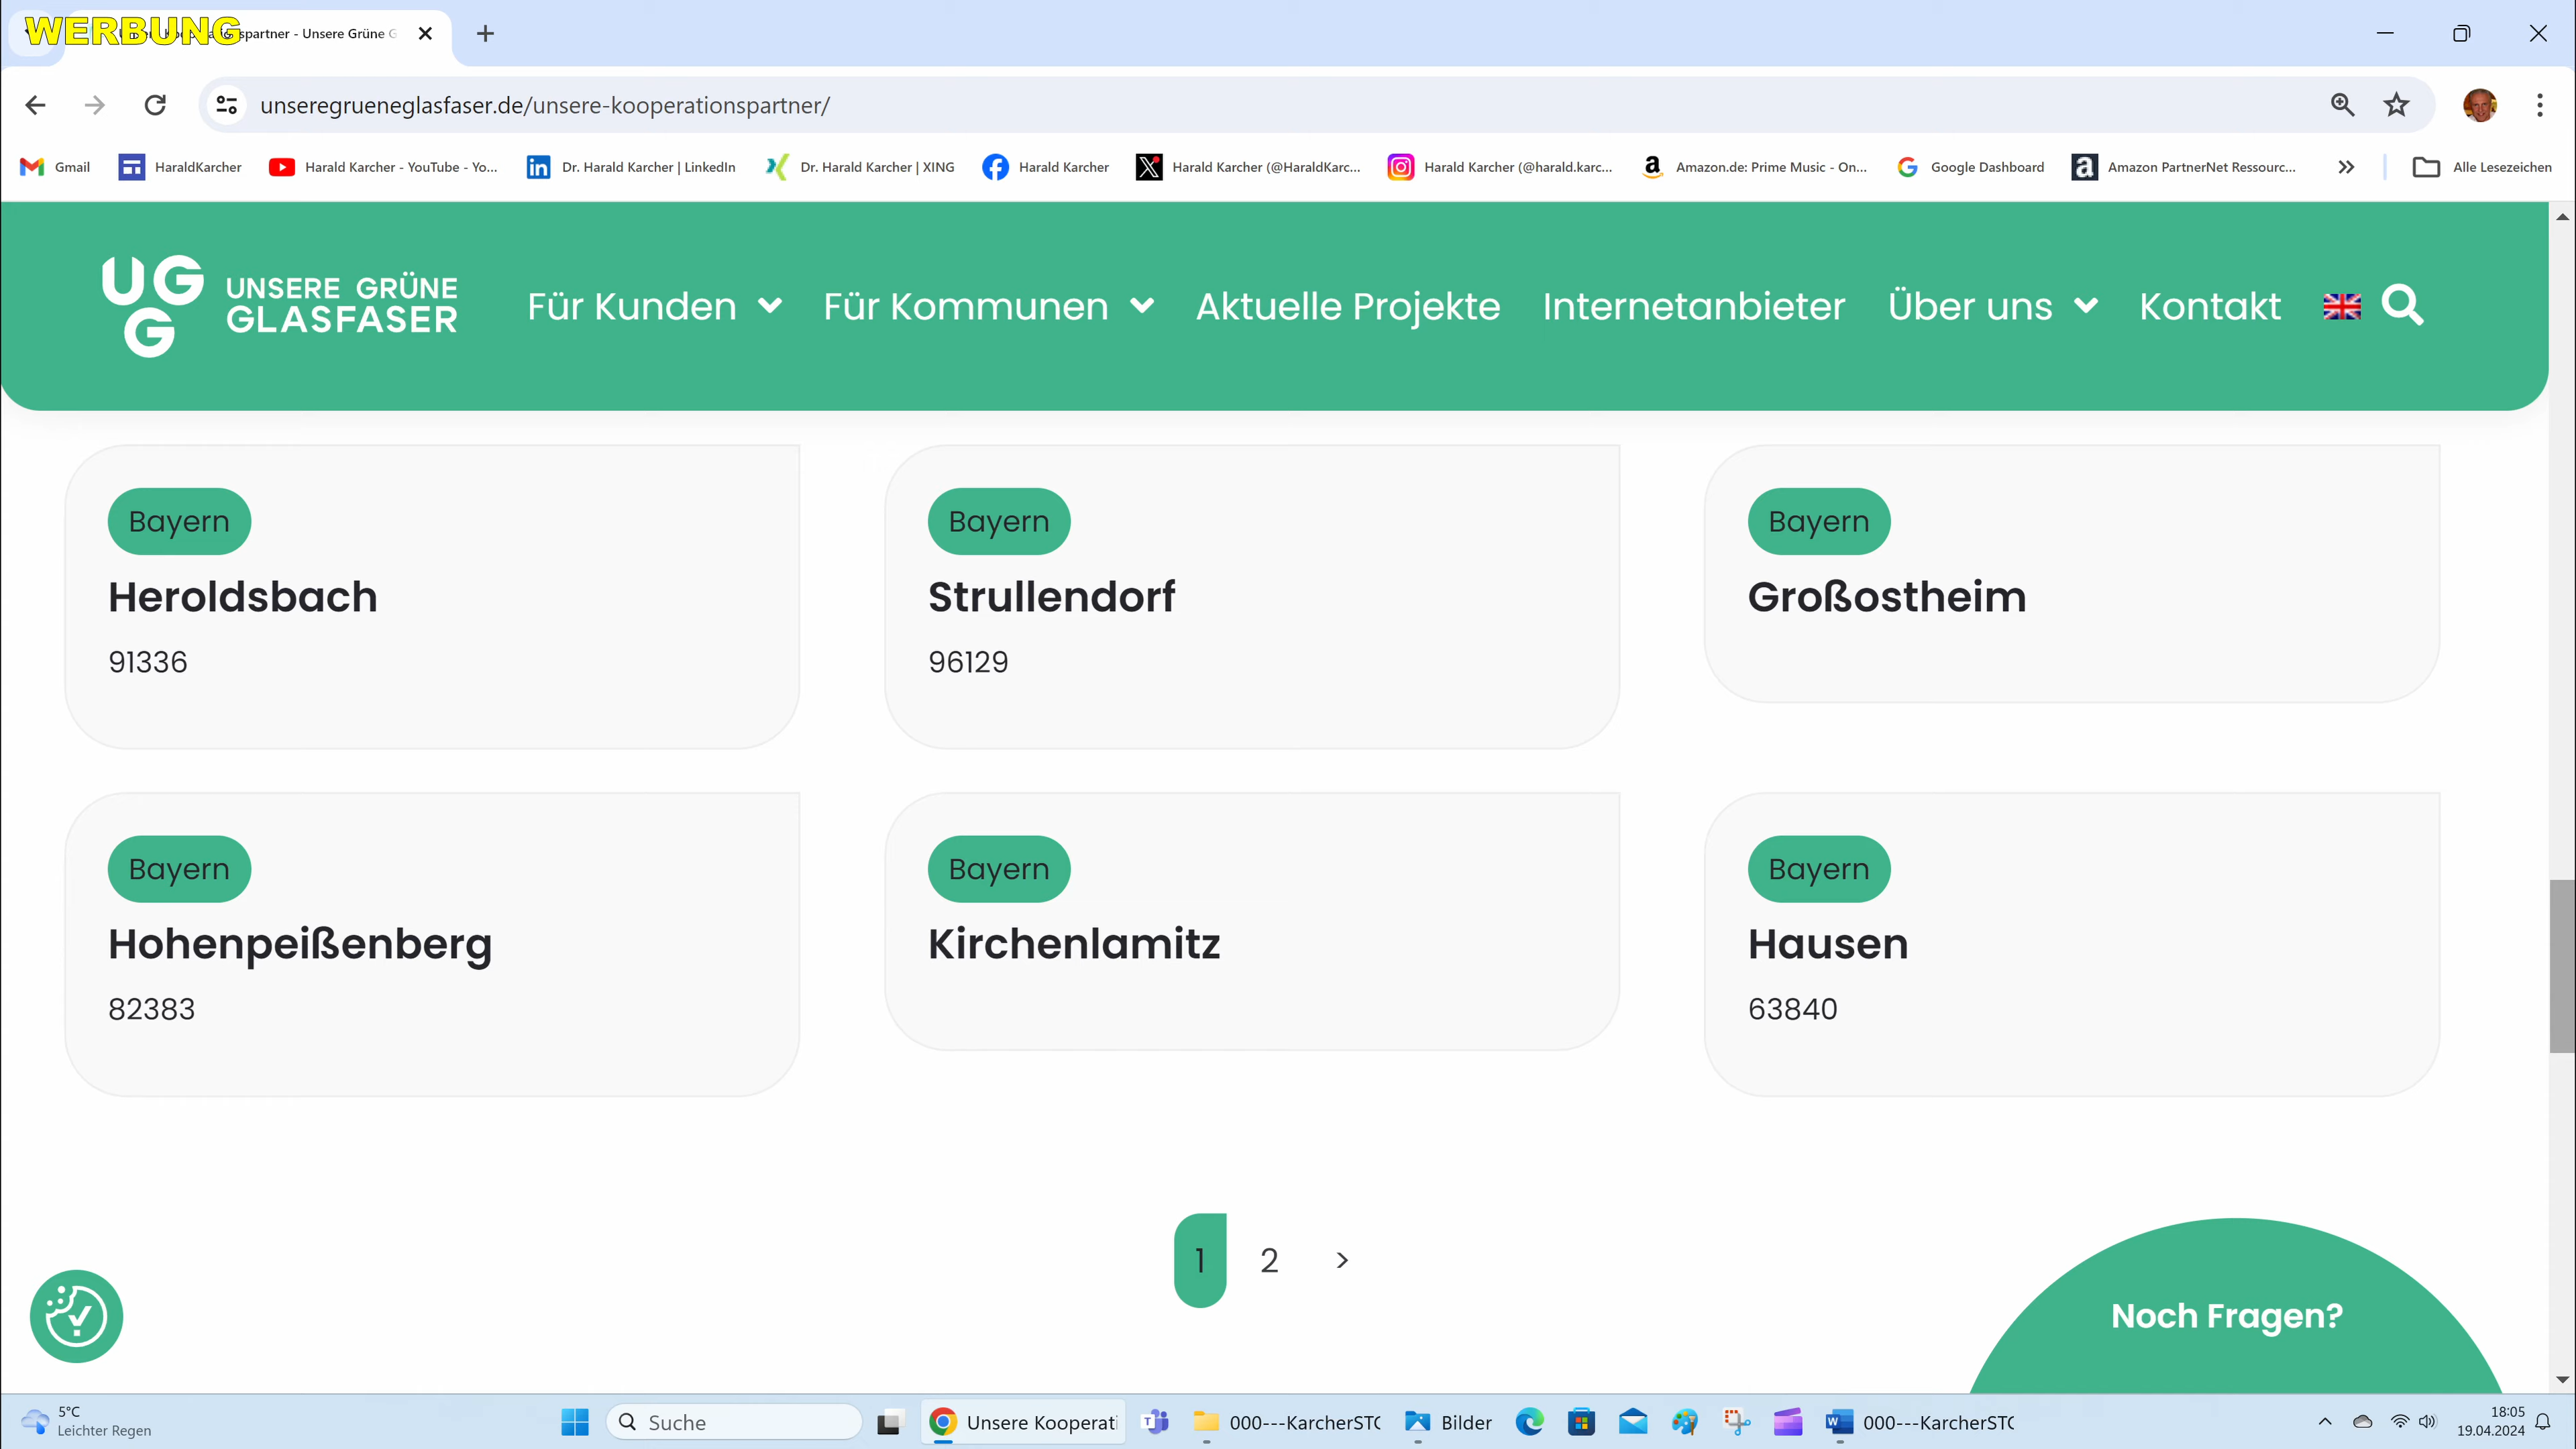 WERBUNG
spartner - Unsere Grüne G
unseregrueneglasfaser.de/unsere-kooperationspartner/
Gmail
HaraldKarcher
Harald Karcher - YouTube - Yo...
Dr. Harald Karcher | LinkedIn
Dr. Harald Karcher | XING
Harald Karcher
Harald Karcher (@HaraldKarc...
Harald Karcher (@harald.karc...
Amazon.de: Prime Music - On...
Google Dashboard
Amazon PartnerNet Ressourc...
Alle Lesezeichen
UGG
UNSERE GRÜNE
GLASFASER
Für Kunden
Für Kommunen
Aktuelle Projekte
Internetanbieter
Über uns
Kontakt
Bayern
Heroldsbach
91336
Bayern
Strullendorf
96129
Bayern
Großostheim
Bayern
Hohenpeißenberg
82383
Bayern
Kirchenlamitz
Bayern
Hausen
63840
1 2 >
Noch Fragen?
5°C
Leichter Regen
Suche
Unsere Kooperati
000---KarcherSTC
Bilder
000---KarcherSTC
18:05
19.04.2024